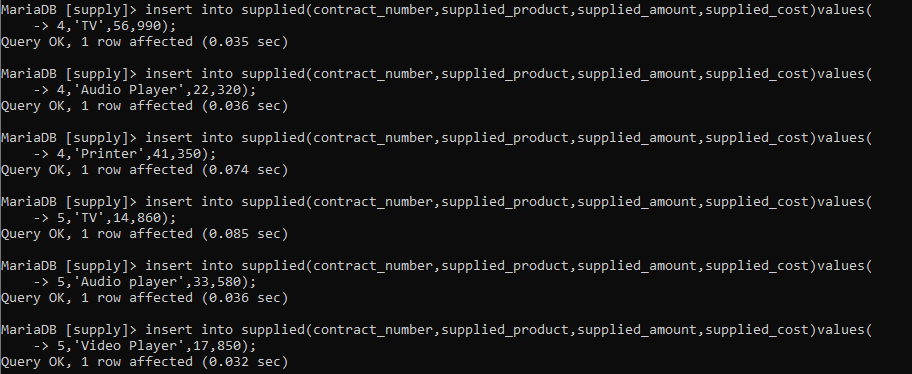 MariaDB [supply]> insert into supplied(contract_number,supplied_product,supplied_amount,supplied_cost)values(
-> 4,'TV',56,990);
Query OK, 1 row affected (0.035 sec)
MariaDB [supply]> insert into supplied(contract_number,supplied_product,supplied_amount,supplied_cost)values(
-> 4,'Audio Player',22,320);
Query OK, 1 row affected (0.036 sec)
MariaDB [supply]> insert into supplied(contract_number,supplied_product,supplied_amount,supplied_cost)values(
-> 4,'Printer',41,350);
Query OK, 1 row affected (0.074 sec)
MariaDB [supply]> insert into supplied(contract_number,supplied_product,supplied_amount,supplied_cost)values(
-> 5,'TV',14,860);
Query OK, 1 row affected (0.085 sec)
MariaDB [supply]> insert into supplied(contract_number,supplied_product,supplied_amount,supplied_cost)values(
-> 5,'Audio player',33,580);
Query OK, 1 row affected (0.036 sec)
MariaDB [supply]> insert into supplied(contract_number,supplied_product,supplied_amount,supplied_cost)values(
-> 5,'Video Player',17,850);
Query OK, 1 row affected (0.032 sec)